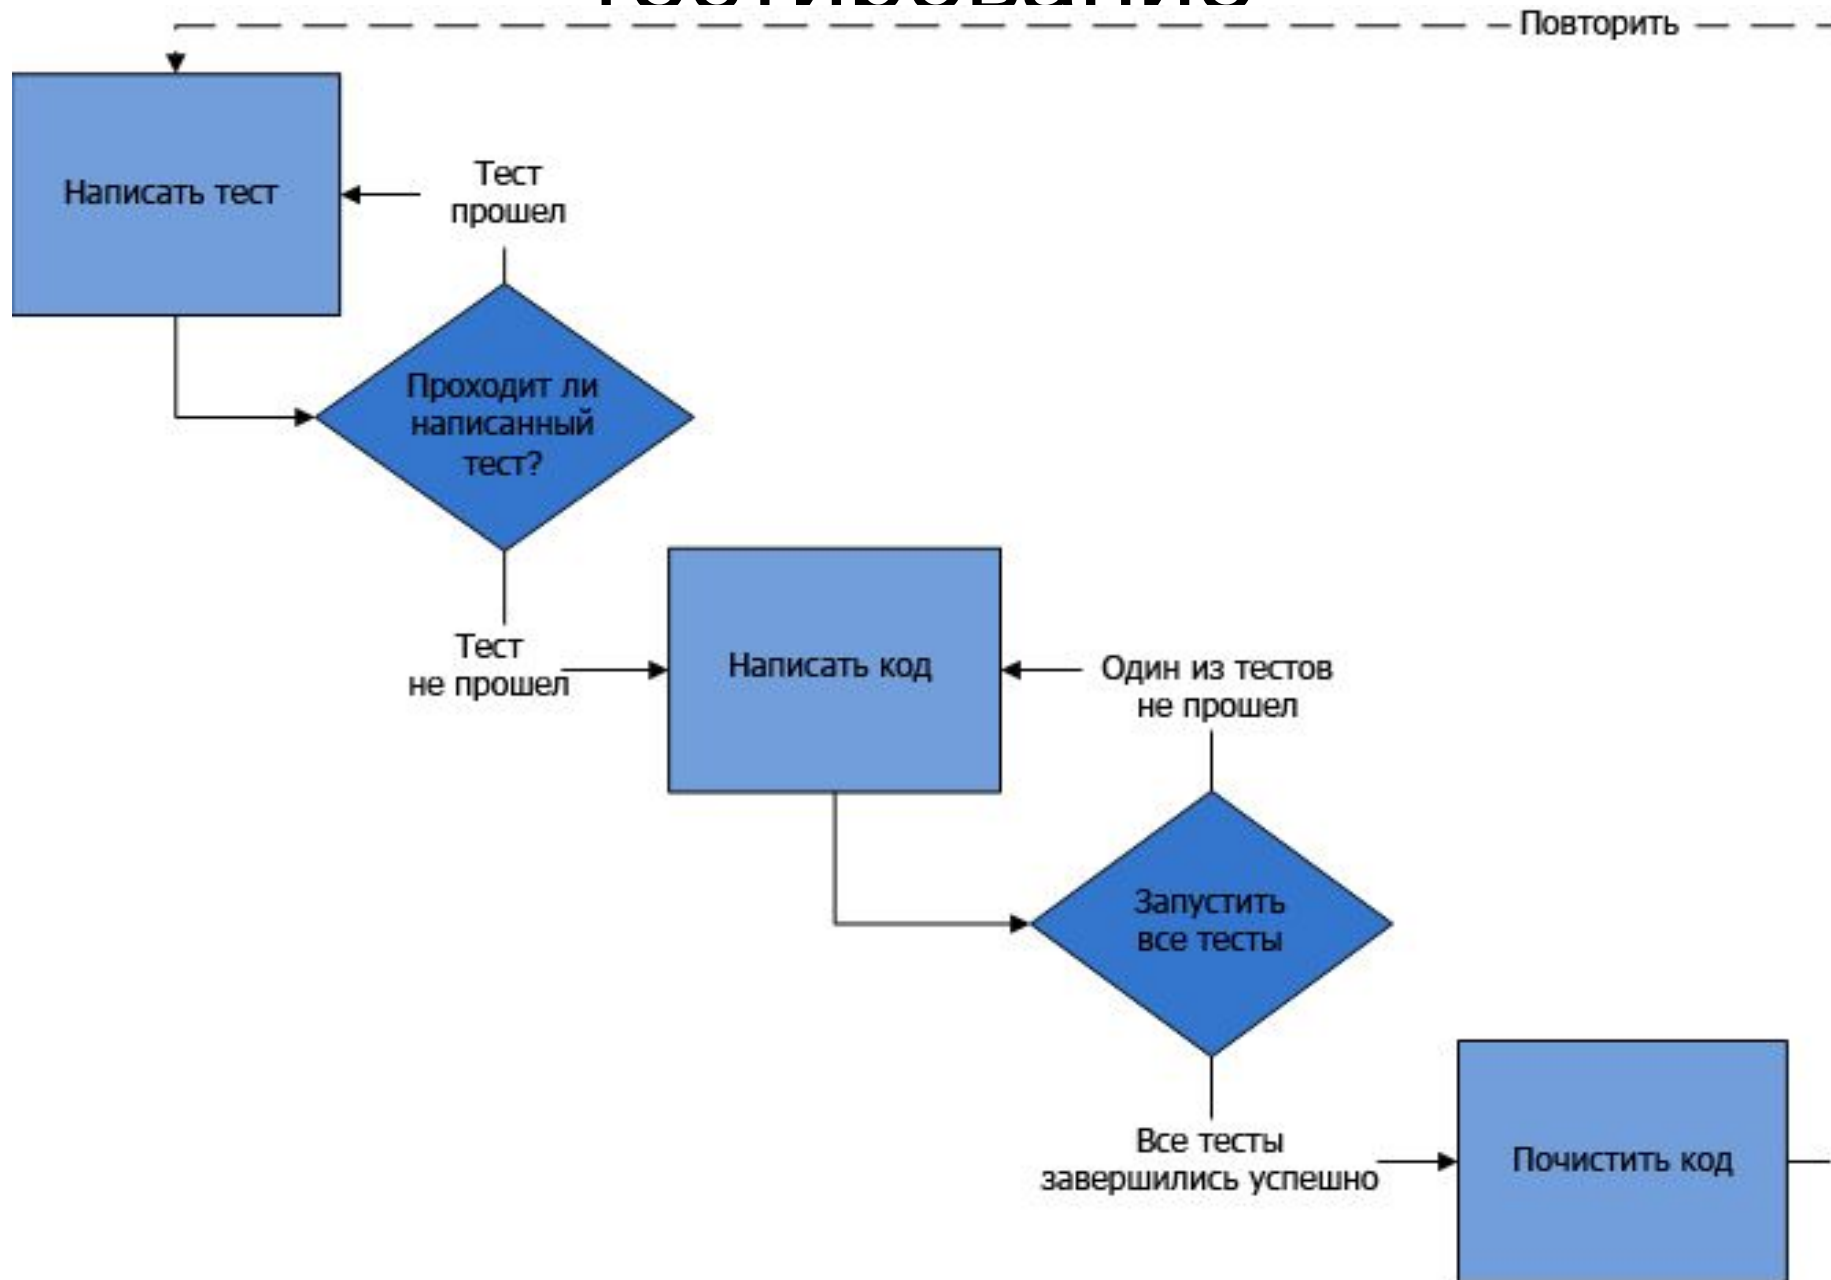 Повторить
Тест
прошел
Написать тест
Проходит ли
написанный
тест?
Тест
не прошел
Написать код
Один из тестов
не прошел
Запустить
все тесты
Все тесты
завершились успешно
Почистить код